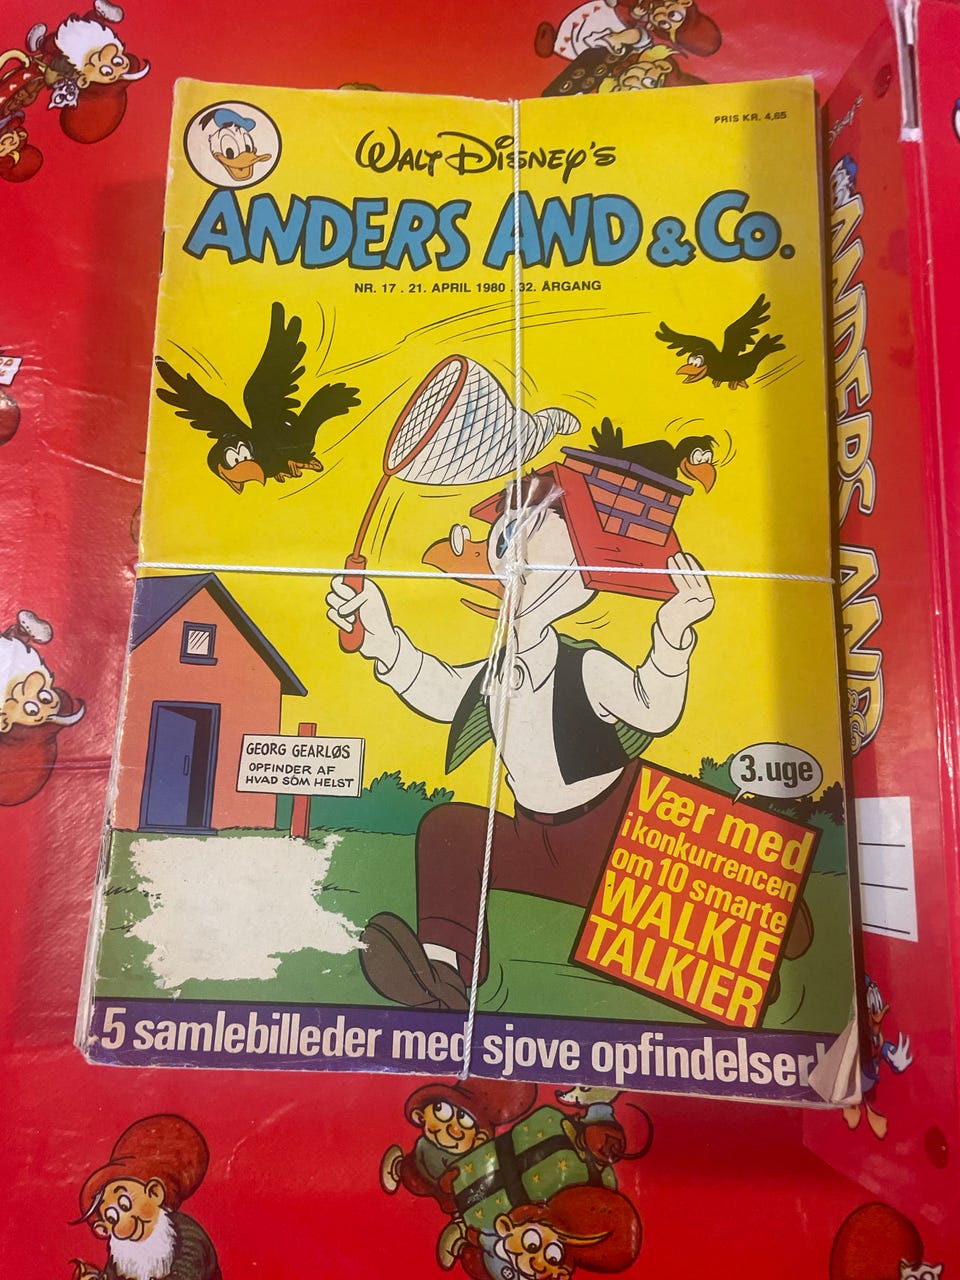 PRIS KR. 4,85
WALT DISNEY'S
ANDERS AND & Co.
NR. 17 . 21. APRIL 1980 . 32. ÅRGANG
GEORG GEARLØS
OPFINDER AF
HVAD SOM HELST
3. uge
Vær med
i konkurrencen
om 10 smarte
WALKIE
TALKIER
5 samlebilleder med sjove opfindelser!
ANDERS AND
& Co